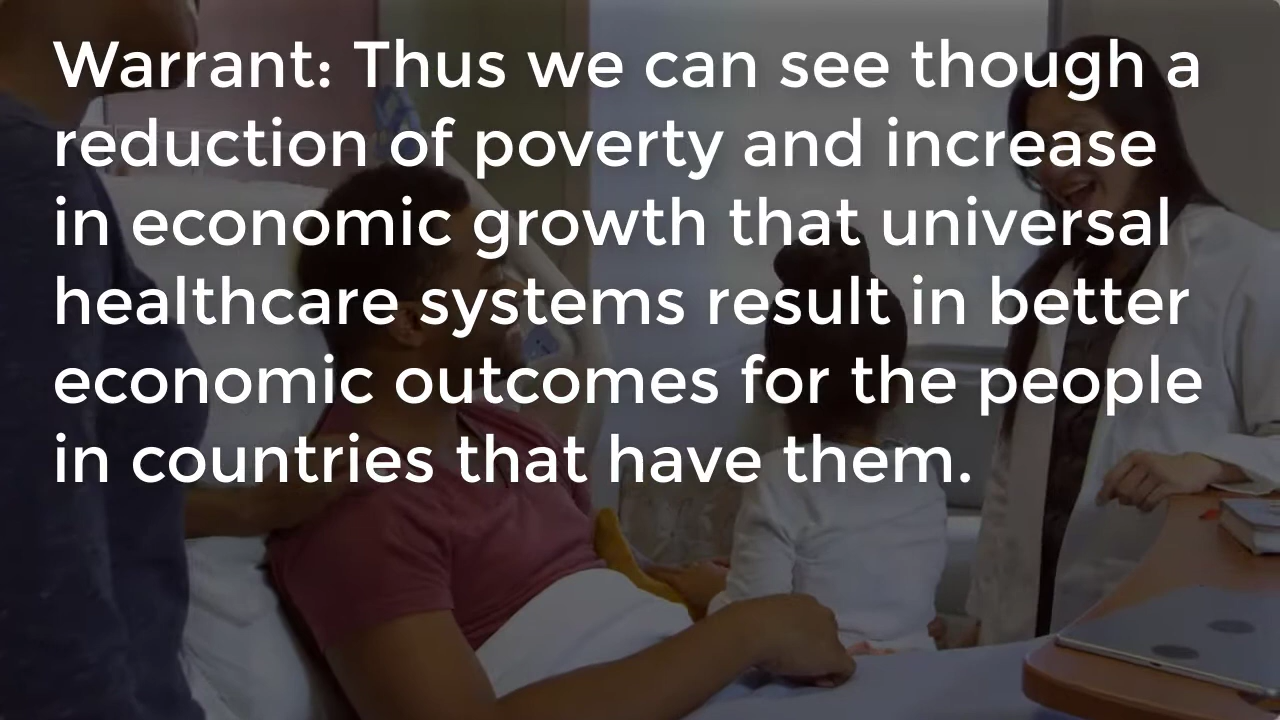 Warrant: Thus we can see though a
reduction of poverty and increase
in economic growth that universal
healthcare systems result in better
economic outcomes for the people
in countries that have them.